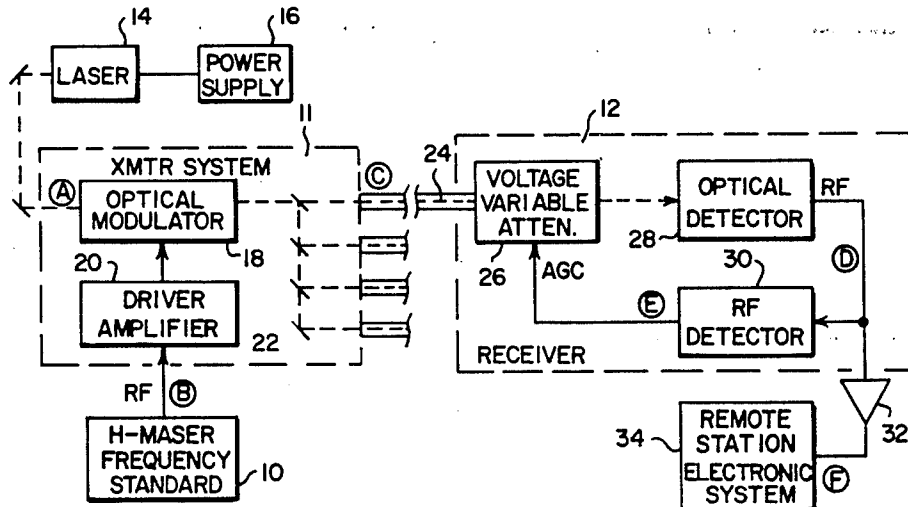 14
16
LASER
POWER
SUPPLY
11
12
XMTR SYSTEM
A
C
24
OPTICAL
MODULATOR
18
VOLTAGE
VARIABLE
ATTEN.
26
OPTICAL
DETECTOR
28
RF
D
20
DRIVER
AMPLIFIER
22
AGC
E
30
RF
DETECTOR
RECEIVER
RF
B
H-MASER
FREQUENCY
STANDARD
10
32
34
REMOTE
STATION
ELECTRONIC
SYSTEM
F